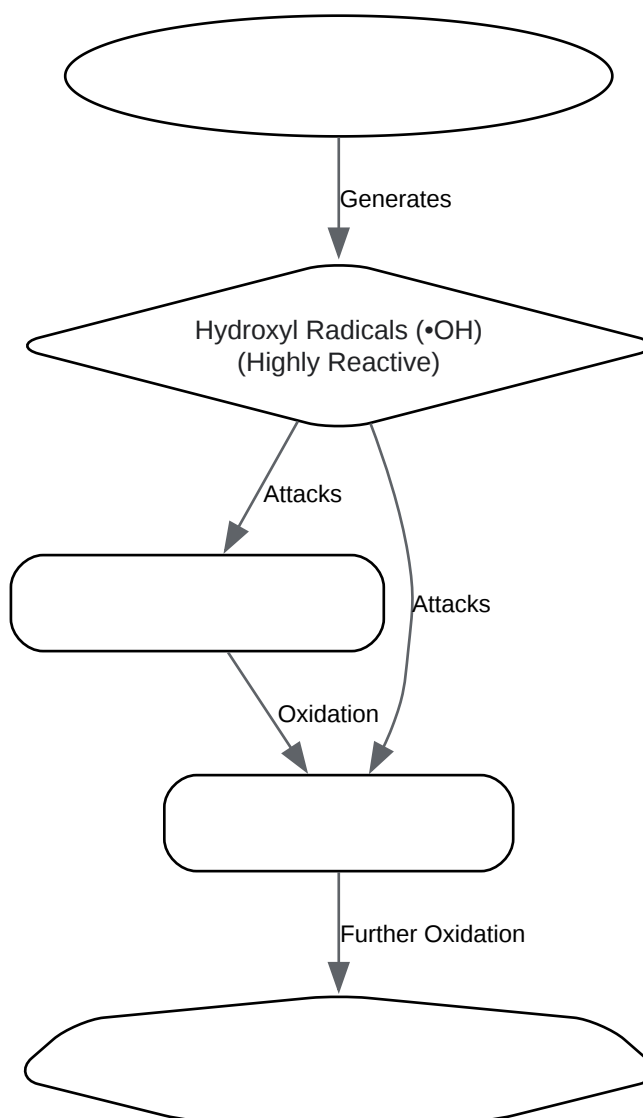 Generates
Hydroxyl Radicals (•OH)
(Highly Reactive)
Attacks
Attacks
Oxidation
Further Oxidation